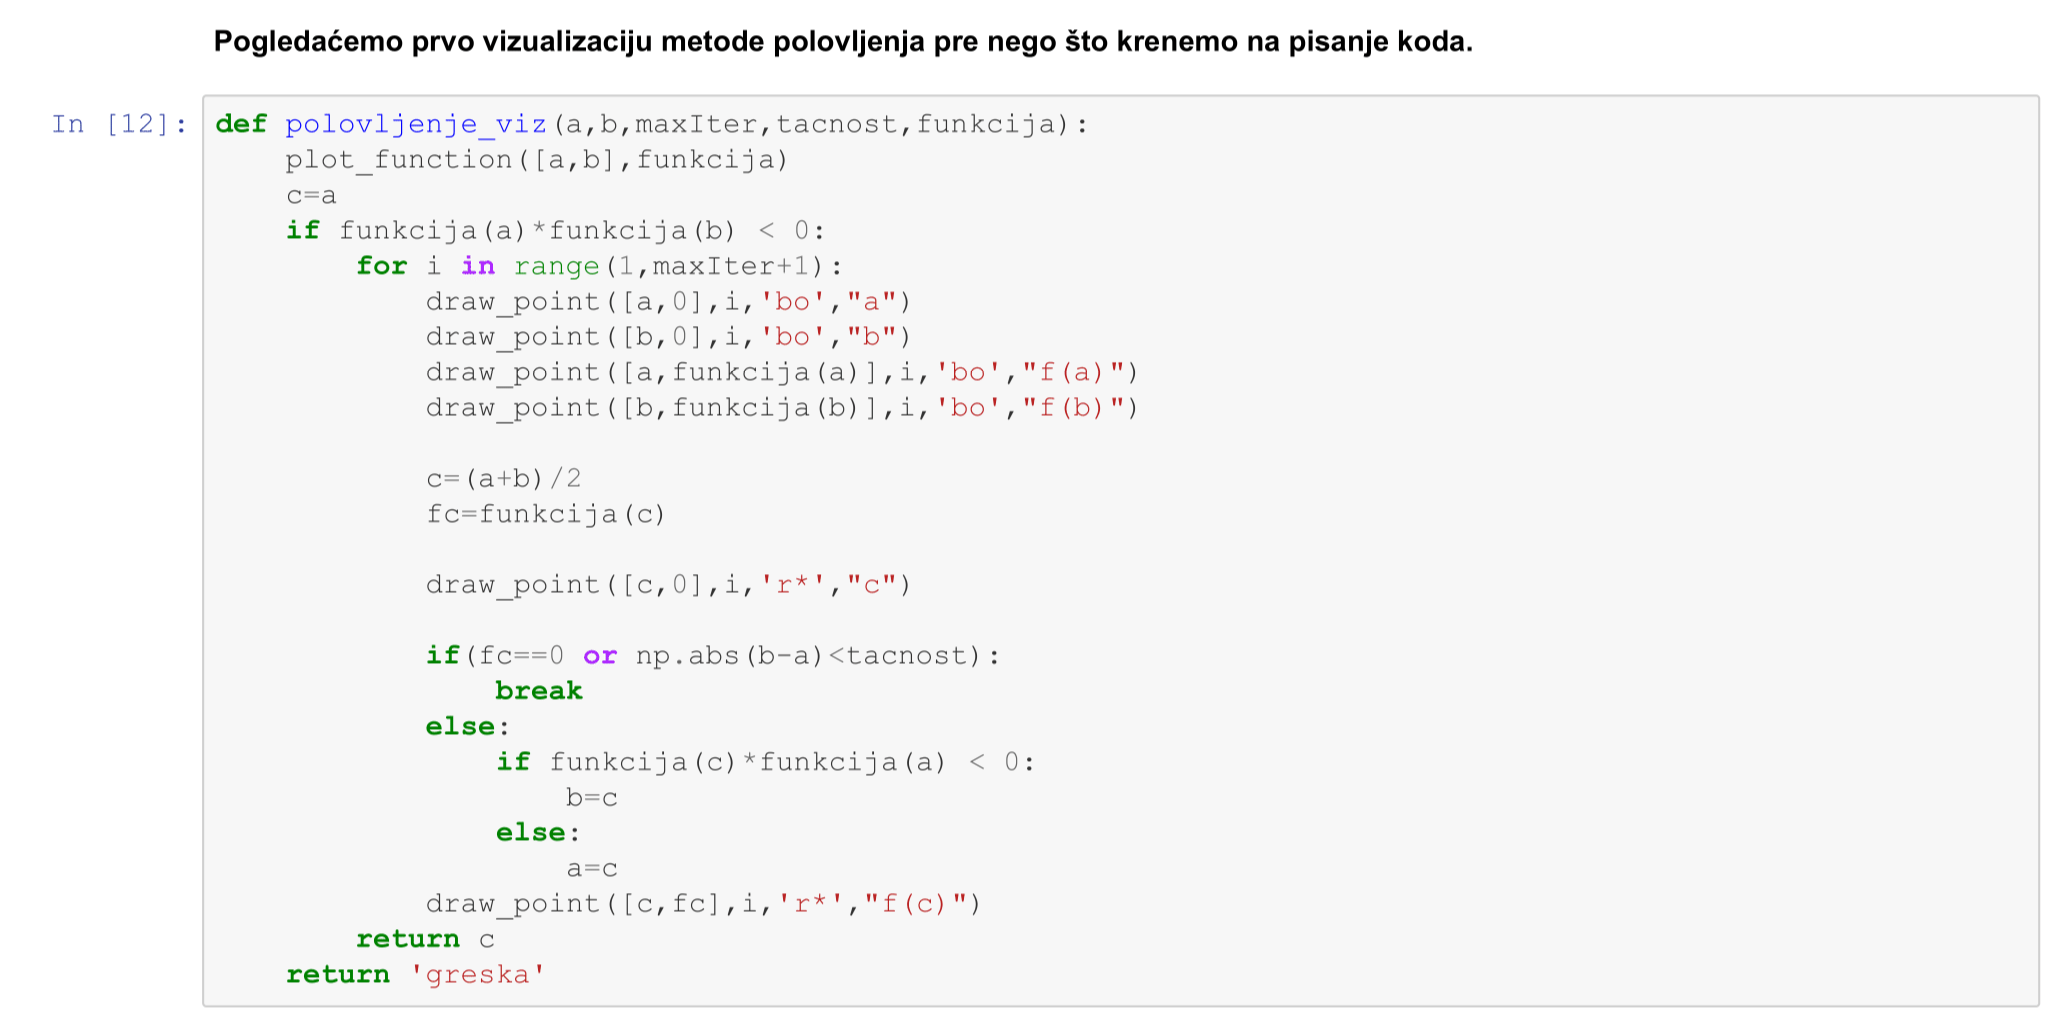 Pogledaćemo prvo vizualizaciju metode polovljenja pre nego što krenemo na pisanje koda.
In [12]: def polovljenje_viz(a,b,maxIter,tacnost,funkcija):
    plot_function([a,b],funkcija)
    c=a
    if funkcija(a)*funkcija(b) < 0:
        for i in range(1,maxIter+1):
            draw_point([a,0],i,'bo',"a")
            draw_point([b,0],i,'bo',"b")
            draw_point([a,funkcija(a)],i,'bo',"f(a)")
            draw_point([b,funkcija(b)],i,'bo',"f(b)")
            c=(a+b)/2
            fc=funkcija(c)
            draw_point([c,0],i,'r*',"c")
            if(fc==0 or np.abs(b-a)<tacnost):
                break
            else:
                if funkcija(c)*funkcija(a) < 0:
                    b=c
                else:
                    a=c
            draw_point([c,fc],i,'r*',"f(c)")
        return c
    return 'greska'